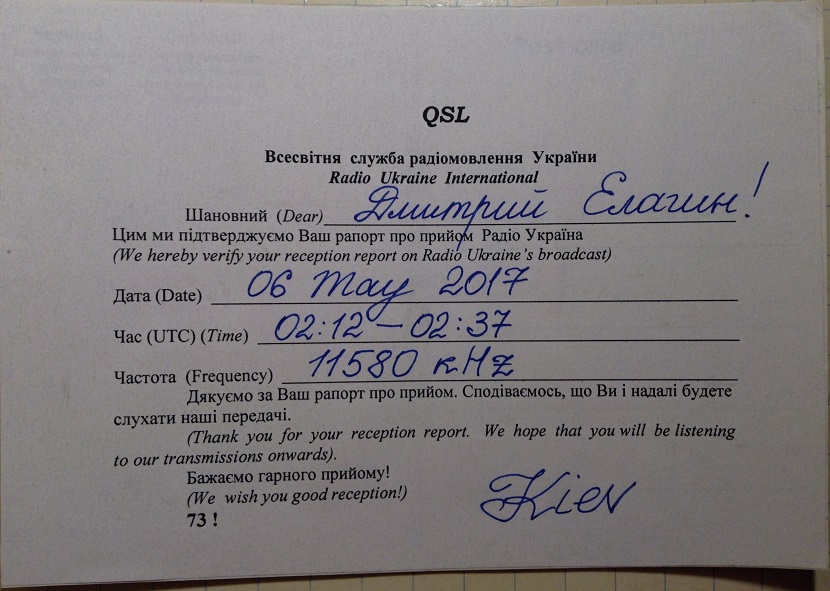 QSL
Всесвітня служба радіомовлення України
Radio Ukraine International
Шановний (Dear) Дмитрий Елагин!
Цим ми підтверджуємо Ваш рапорт про прийом Радіо Україна
(We hereby verify your reception report on Radio Ukraine's broadcast)
Дата (Date) 06 May 2017
Час (UTC) (Time) 02:12 – 02:37
Частота (Frequency) 11580 kHz
Дякуємо за Ваш рапорт про прийом. Сподіваємось, що Ви і надалі будете
слухати наші передачі.
(Thank you for your reception report. We hope that you will be listening
to our transmissions onwards).
Бажаємо гарного прийому!
(We wish you good reception!)
73 !
Kiev